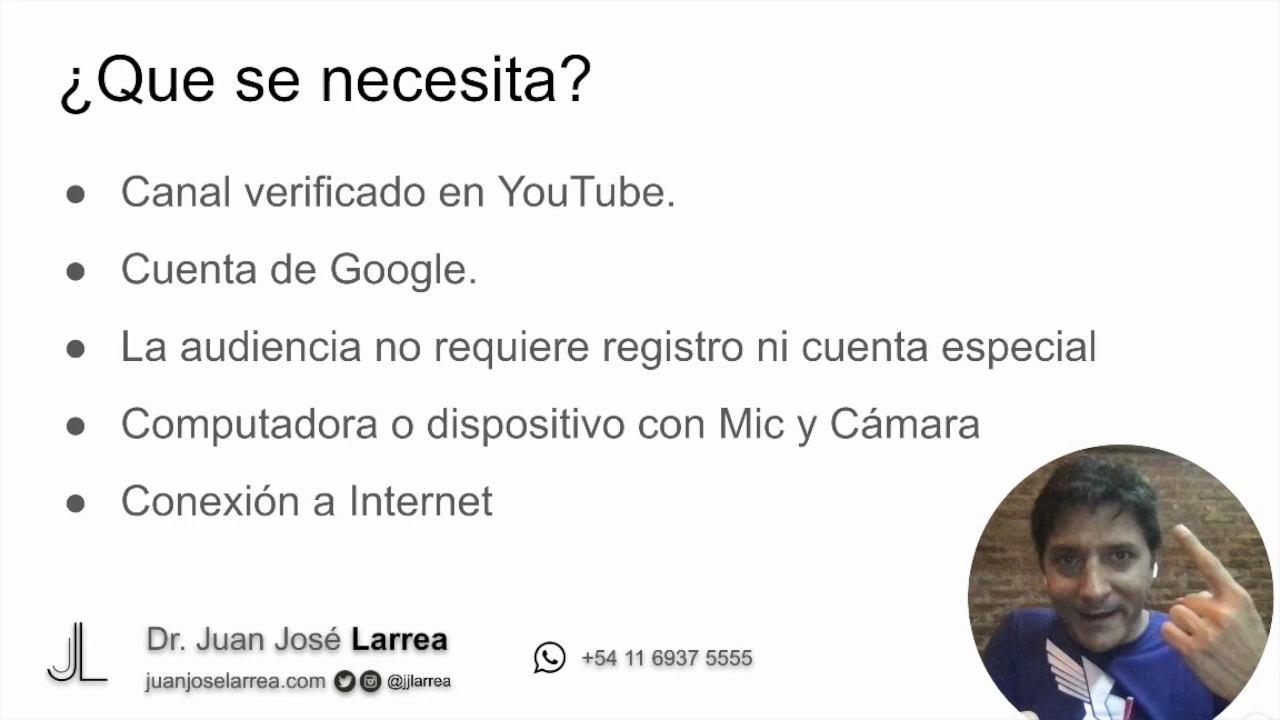 ¿Que se necesita?
● Canal verificado en YouTube.
● Cuenta de Google.
● La audiencia no requiere registro ni cuenta especial
● Computadora o dispositivo con Mic y Cámara
● Conexión a Internet
JL
Dr. Juan José Larrea
juanjoselarrea.com @jjlarrea
+54 11 6937 5555